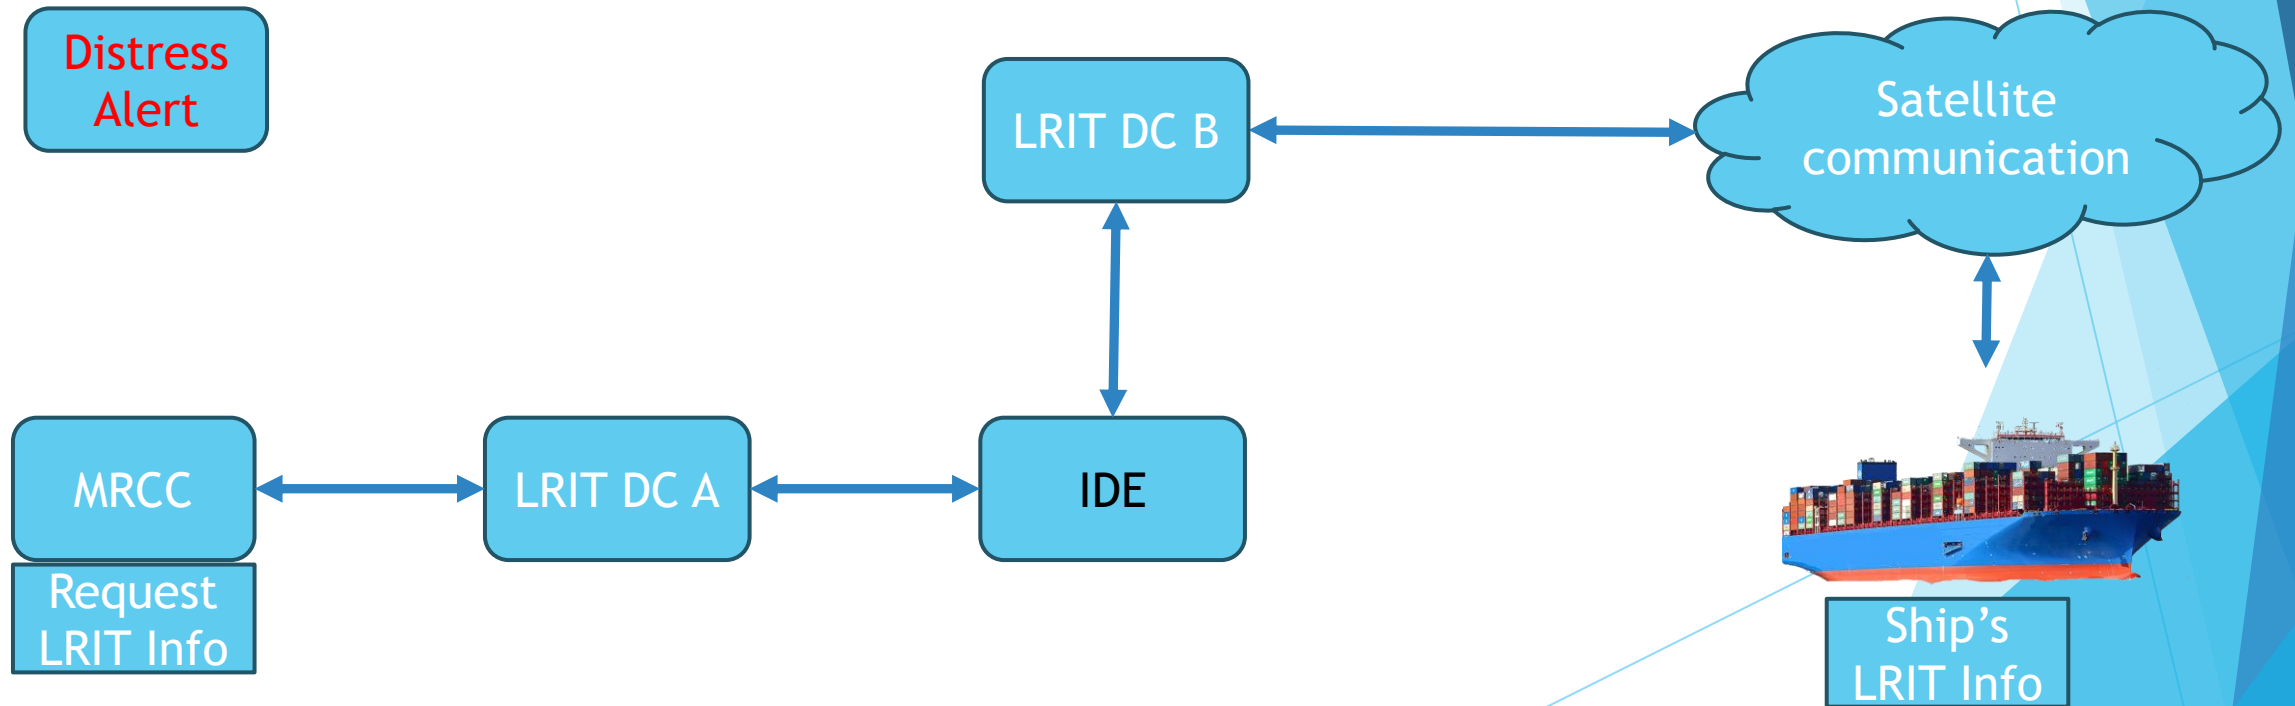 Distress
Alert
LRIT DC B
Satellite
communication
MRCC
LRIT DC A
IDE
Request
LRIT Info
Ship’s
LRIT Info